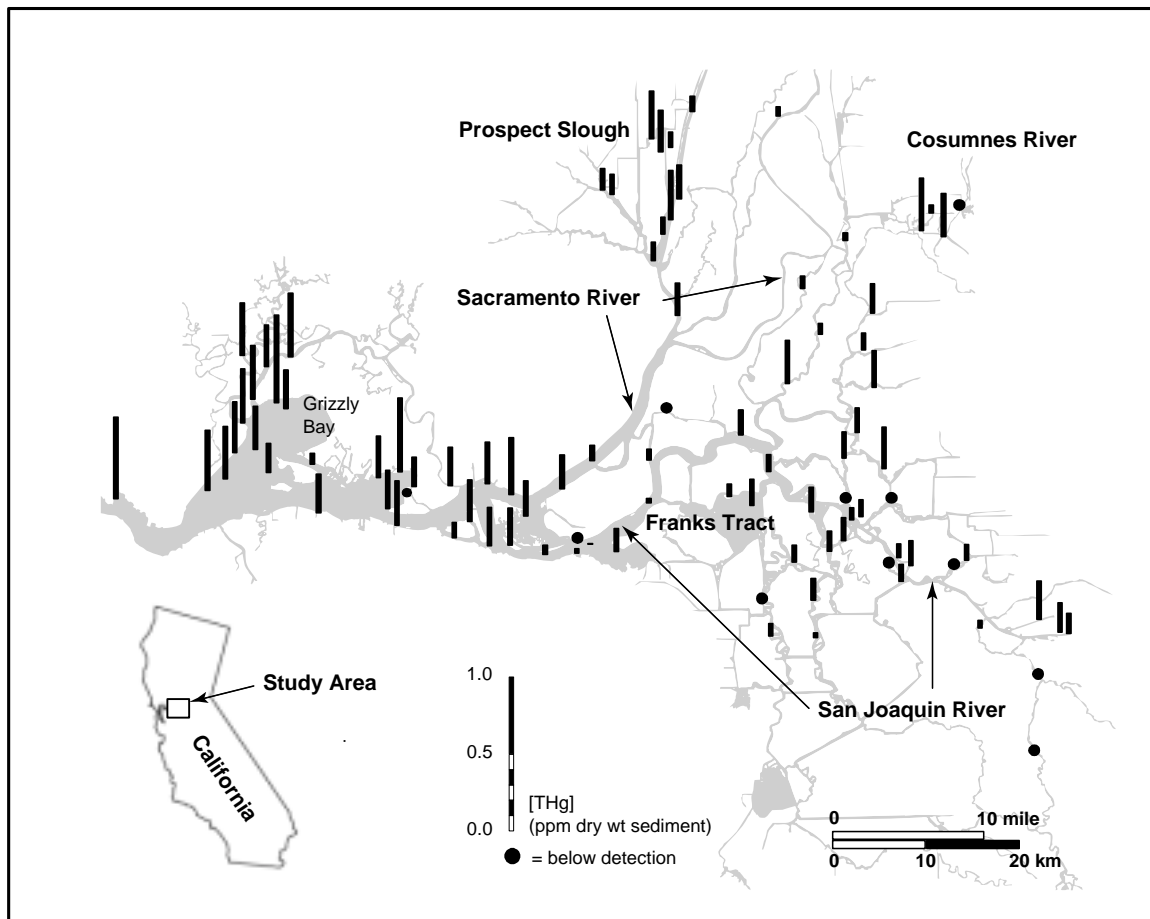 Prospect Slough
Cosumnes River
Sacramento River
Grizzly
Bay
Franks Tract
San Joaquin River
Study Area
California
1.0
0.5
0.0
[THg]
(ppm dry wt sediment)
= below detection
0 10 mile
0 10 20 km